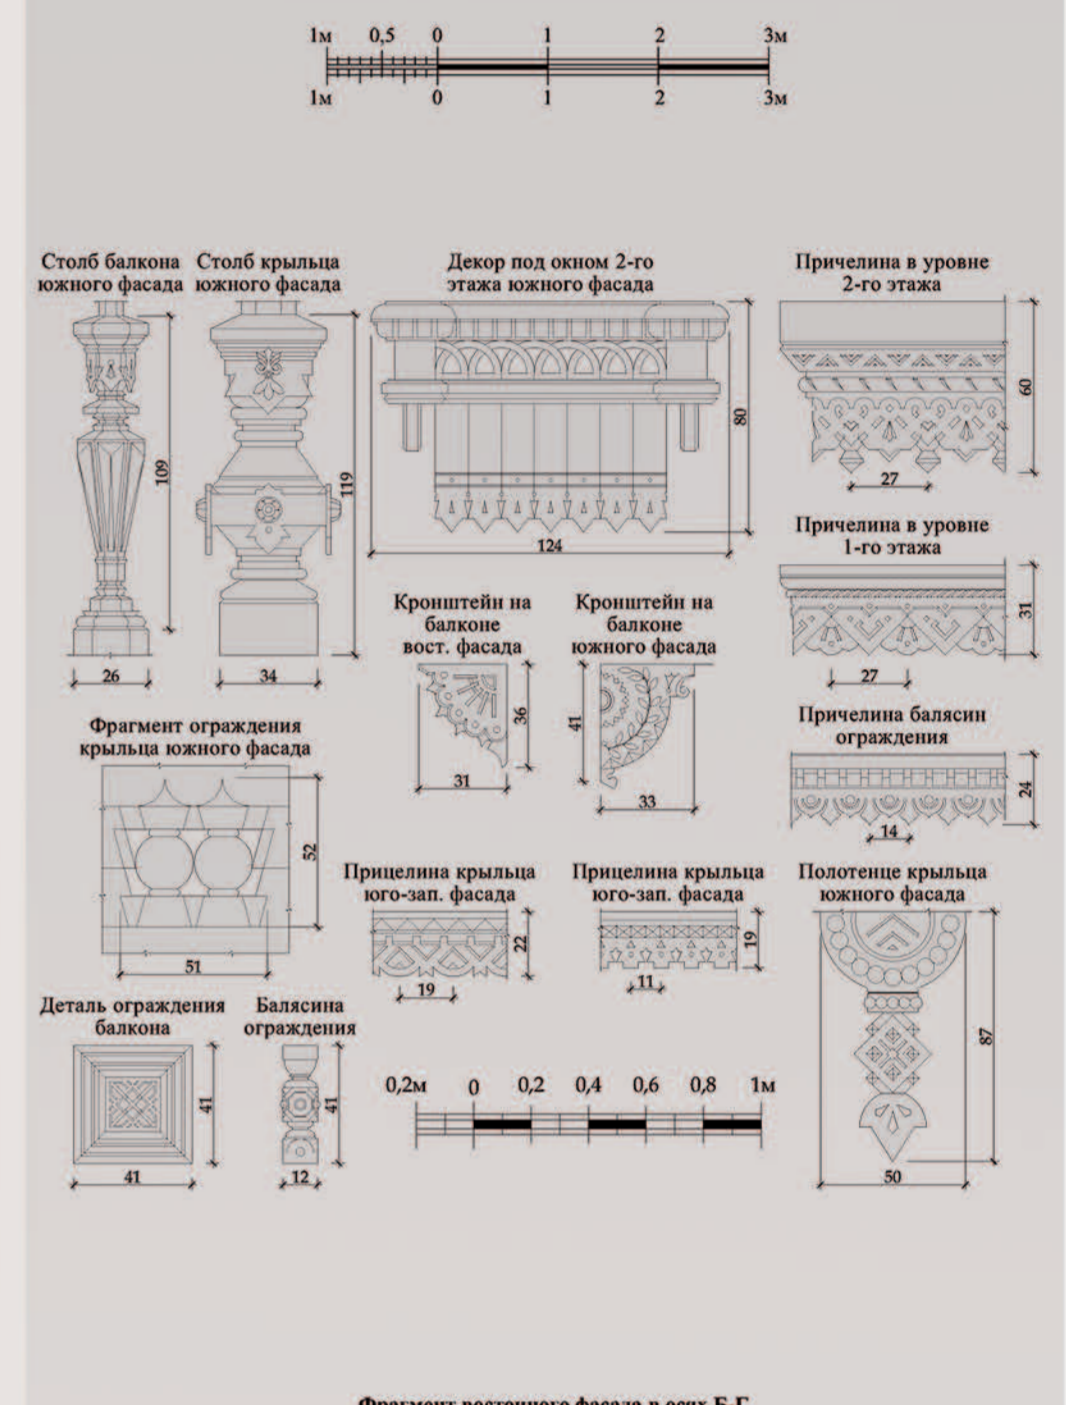 1м 0,5 0 1 2 3м
1м 0 1 2 3м
Столб балкона
южного фасада
109
26
Столб крыльца
южного фасада
119
34
Декор под окном 2-го
этажа южного фасада
80
124
Причелина в уровне
2-го этажа
60
27
Причелина в уровне
1-го этажа
31
27
Кронштейн на
балконе
вост. фасада
36
31
Кронштейн на
балконе
южного фасада
41
33
Причелина балясин
ограждения
24
14
Фрагмент ограждения
крыльца южного фасада
52
51
Прицелина крыльца
юго-зап. фасада
22
19
Прицелина крыльца
юго-зап. фасада
19
11
Полотенце крыльца
южного фасада
87
50
Деталь ограждения
балкона
41
41
Балясина
ограждения
41
12
0,2м 0 0,2 0,4 0,6 0,8 1м
Фрагмент восточного фасада в осях Б-Г